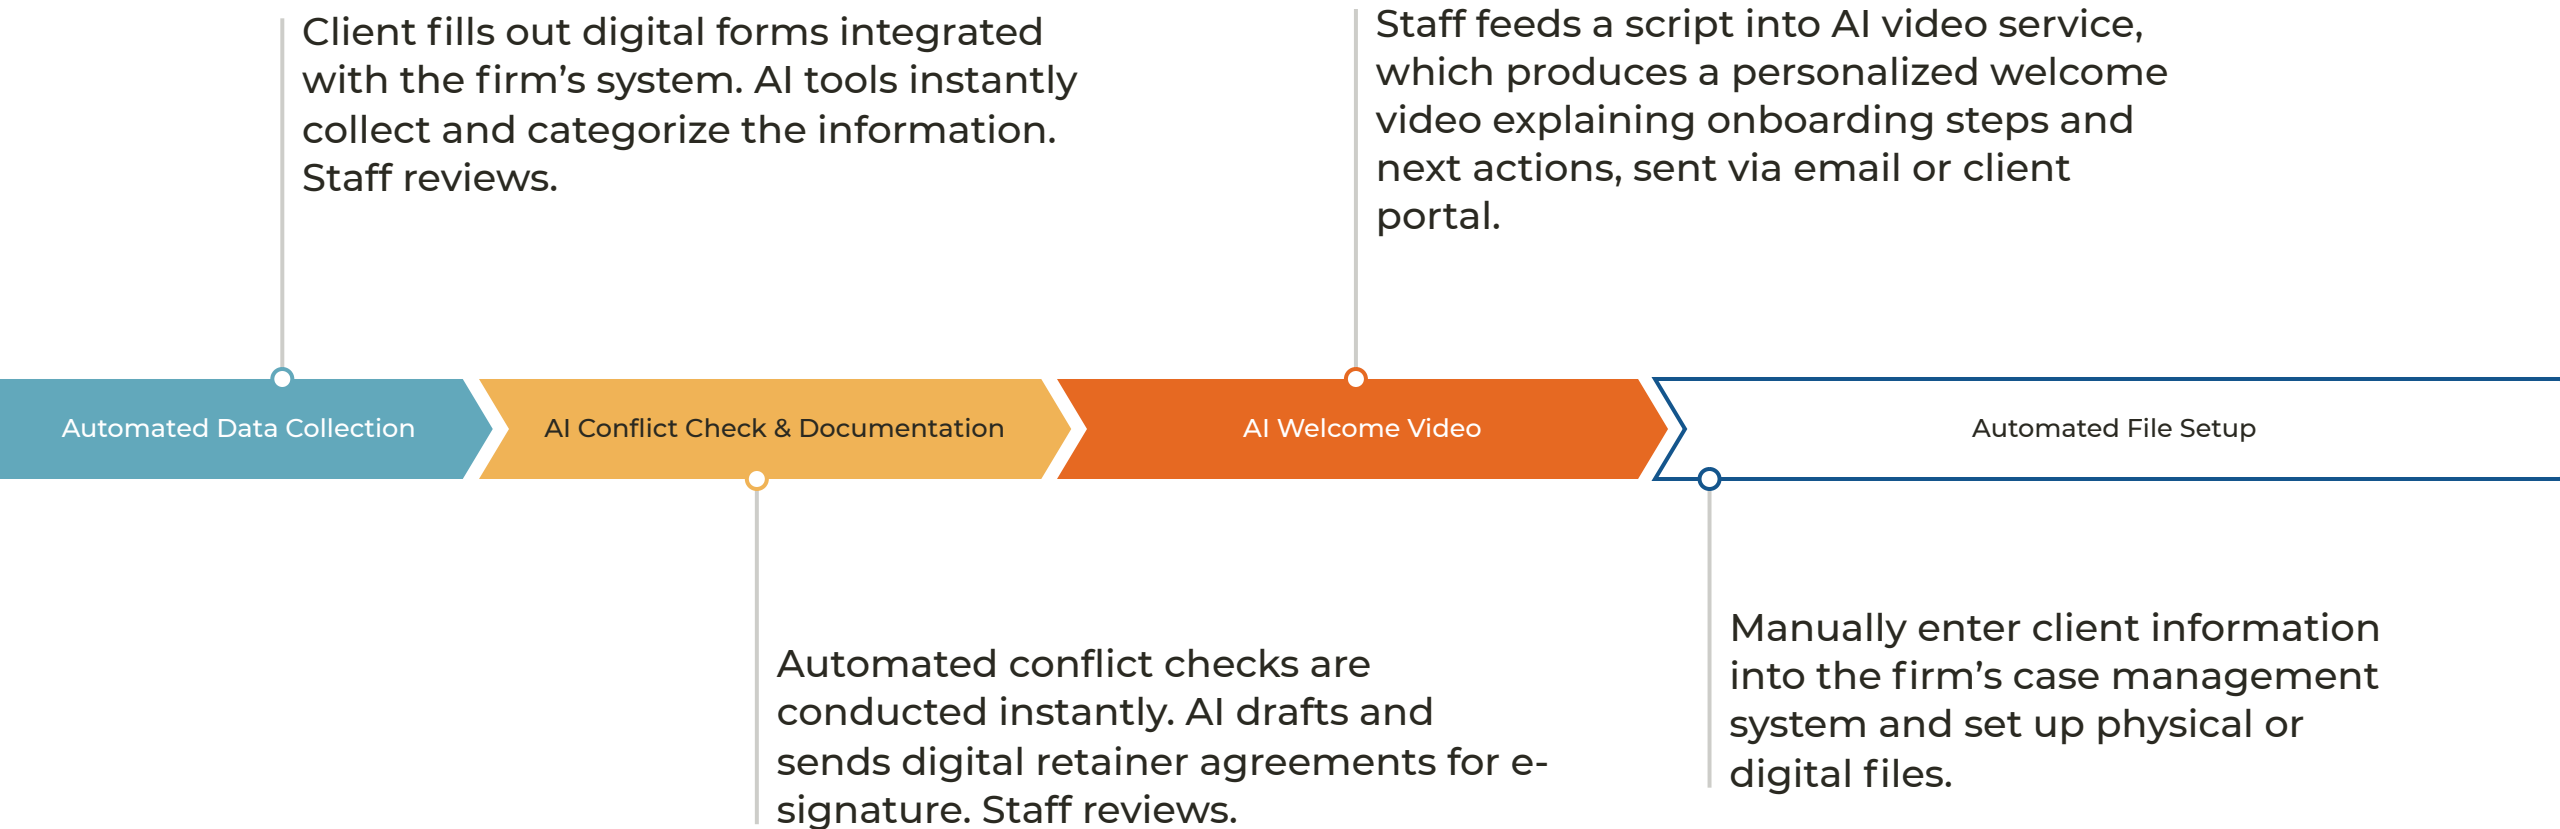 Client fills out digital forms integrated
with the firm’s system. AI tools instantly
collect and categorize the information.
Staff reviews.
Staff feeds a script into AI video service,
which produces a personalized welcome
video explaining onboarding steps and
next actions, sent via email or client
portal.
Automated Data Collection
AI Conflict Check & Documentation
AI Welcome Video
Automated File Setup
Automated conflict checks are
conducted instantly. AI drafts and
sends digital retainer agreements for e-
signature. Staff reviews.
Manually enter client information
into the firm’s case management
system and set up physical or
digital files.